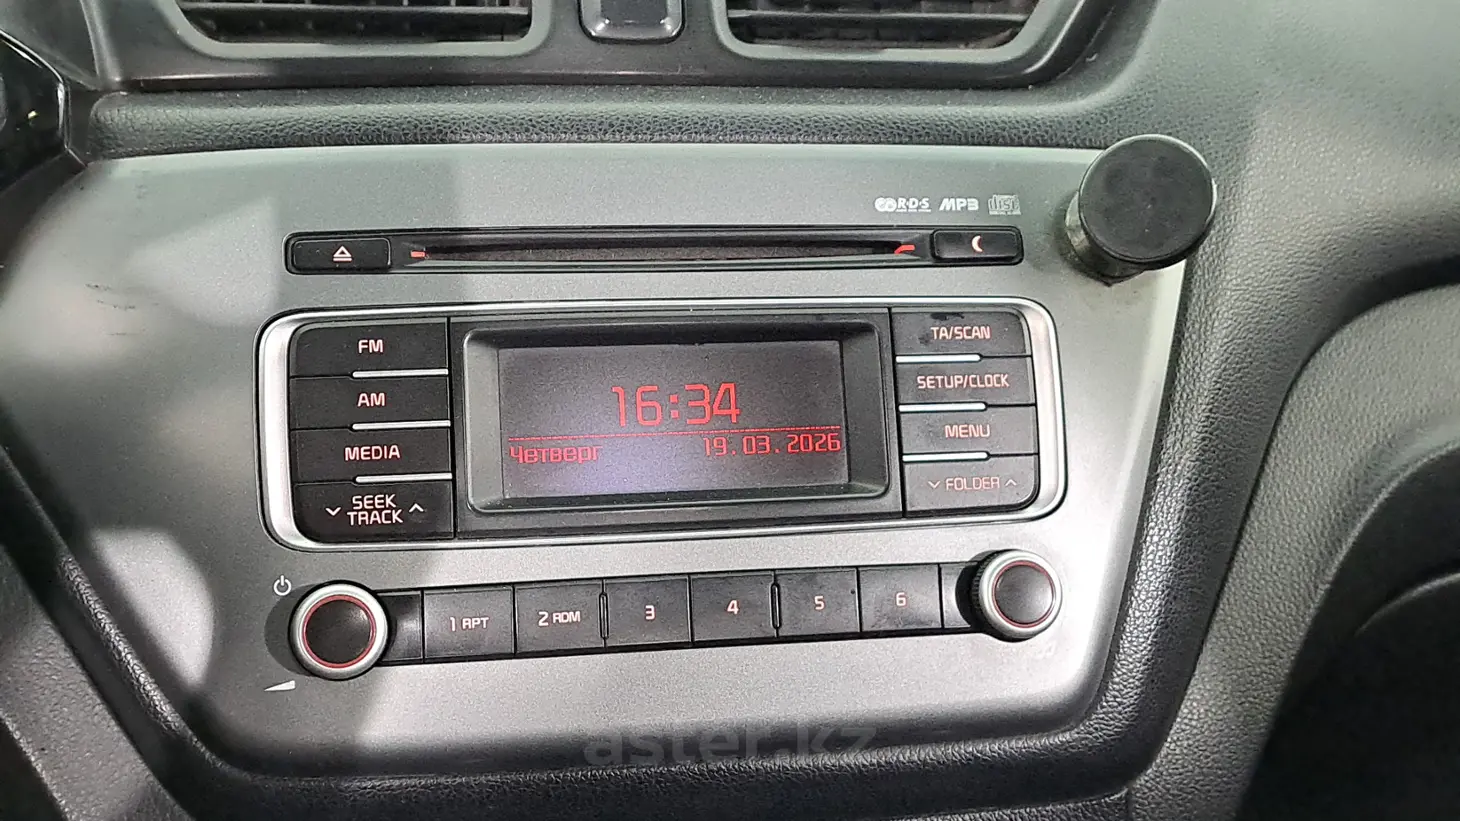 R·D·S MP3 disc
FM
AM
MEDIA
SEEK
TRACK
16:34
Четверг 19.03.2026
TA/SCAN
SETUP/CLOCK
MENU
FOLDER
1 RPT 2 RDM 3 4 5 6
aster.kz